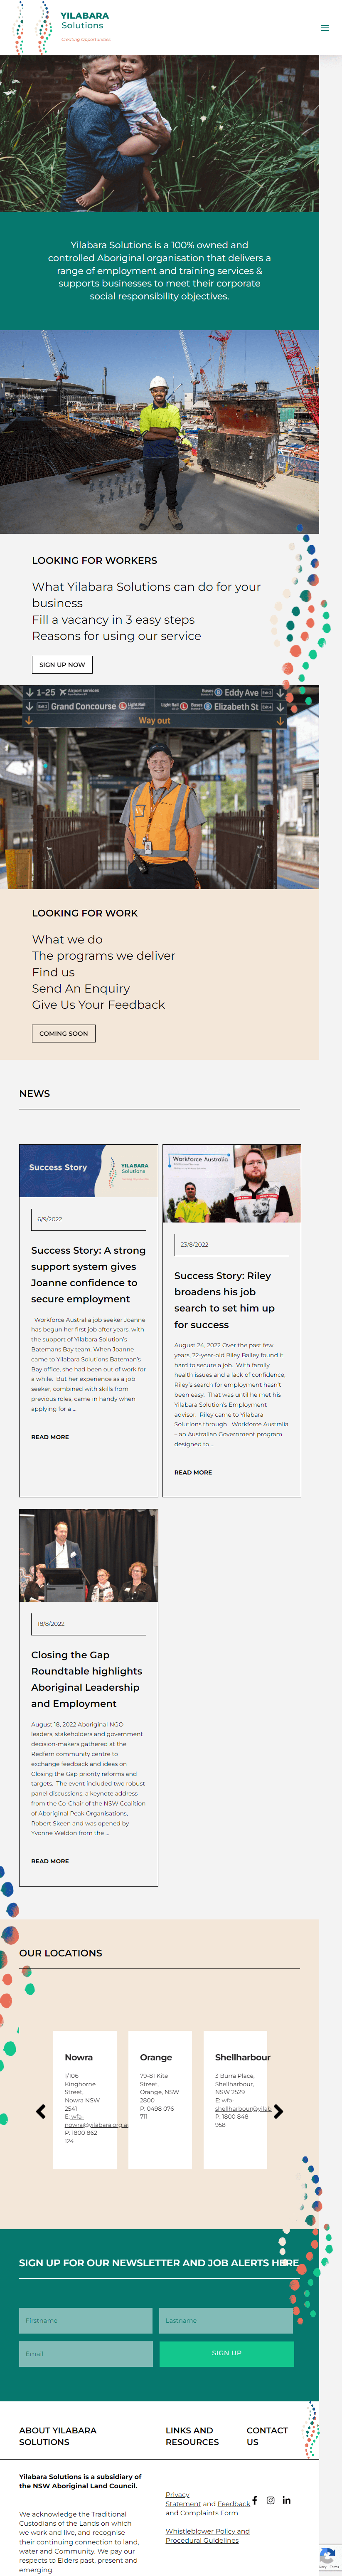 YILABARA
Solutions
Creating Opportunities
Yilabara Solutions is a 100% owned and
controlled Aboriginal organisation that delivers a
range of employment and training services &
supports businesses to meet their corporate
social responsibility objectives.
LOOKING FOR WORKERS
What Yilabara Solutions can do for your
business
Fill a vacancy in 3 easy steps
Reasons for using our service
SIGN UP NOW
1-25 Airport services
Grand Concourse
Light Rail
Light Rail
Buses
Buses
Eddy Ave
Elizabeth St
Way out
LOOKING FOR WORK
What we do
The programs we deliver
Find us
Send An Enquiry
Give Us Your Feedback
COMING SOON
NEWS
Success Story
YILABARA
Solutions
6/9/2022
Success Story: A strong
support system gives
Joanne confidence to
secure employment
Workforce Australia job seeker Joanne
has begun her first job after years, with
the support of Yilabara Solution's
Batemans Bay team. When Joanne
came to Yilabara Solutions Bateman's
Bay office, she had been out of work for
a while. But her experience as a job
seeker, combined with skills from
previous roles, came in handy when
applying for a ...
READ MORE
Workforce Australia
23/8/2022
Success Story: Riley
broadens his job
search to set him up
for success
August 24, 2022 Over the past few
years, 22-year-old Riley Bailey found it
hard to secure a job. With family
health issues and a lack of confidence,
Riley's search for employment hasn't
been easy. That was until he met his
Yilabara Solution's Employment
advisor. Riley came to Yilabara
Solutions through Workforce Australia
– an Australian Government program
designed to ...
READ MORE
18/8/2022
Closing the Gap
Roundtable highlights
Aboriginal Leadership
and Employment
August 18, 2022 Aboriginal NGO
leaders, stakeholders and government
decision-makers gathered at the
Redfern community centre to
exchange feedback and ideas on
Closing the Gap priority reforms and
targets. The event included two robust
panel discussions, a keynote address
from the Co-Chair of the NSW Coalition
of Aboriginal Peak Organisations,
Robert Skeen and was opened by
Yvonne Weldon from the ...
READ MORE
OUR LOCATIONS
Nowra
1/106
Kinghorne
Street,
Nowra NSW
2541
E: wfa-
nowra@yilabara.org.au
P: 1800 862
124
Orange
79-81 Kite
Street,
Orange, NSW
2800
P: 0498 076
711
Shellharbour
3 Burra Place,
Shellharbour,
NSW 2529
E: wfa-
shellharbour@yilab
P: 1800 848
958
SIGN UP FOR OUR NEWSLETTER AND JOB ALERTS HERE
Firstname
Lastname
Email
SIGN UP
ABOUT YILABARA
SOLUTIONS
Yilabara Solutions is a subsidiary of
the NSW Aboriginal Land Council.
We acknowledge the Traditional
Custodians of the Lands on which
we work and live, and recognise
their continuing connection to land,
water and Community. We pay our
respects to Elders past, present and
emerging.
LINKS AND
RESOURCES
Privacy
Statement and Feedback
and Complaints Form
Whistleblower Policy and
Procedural Guidelines
CONTACT
US
Terms